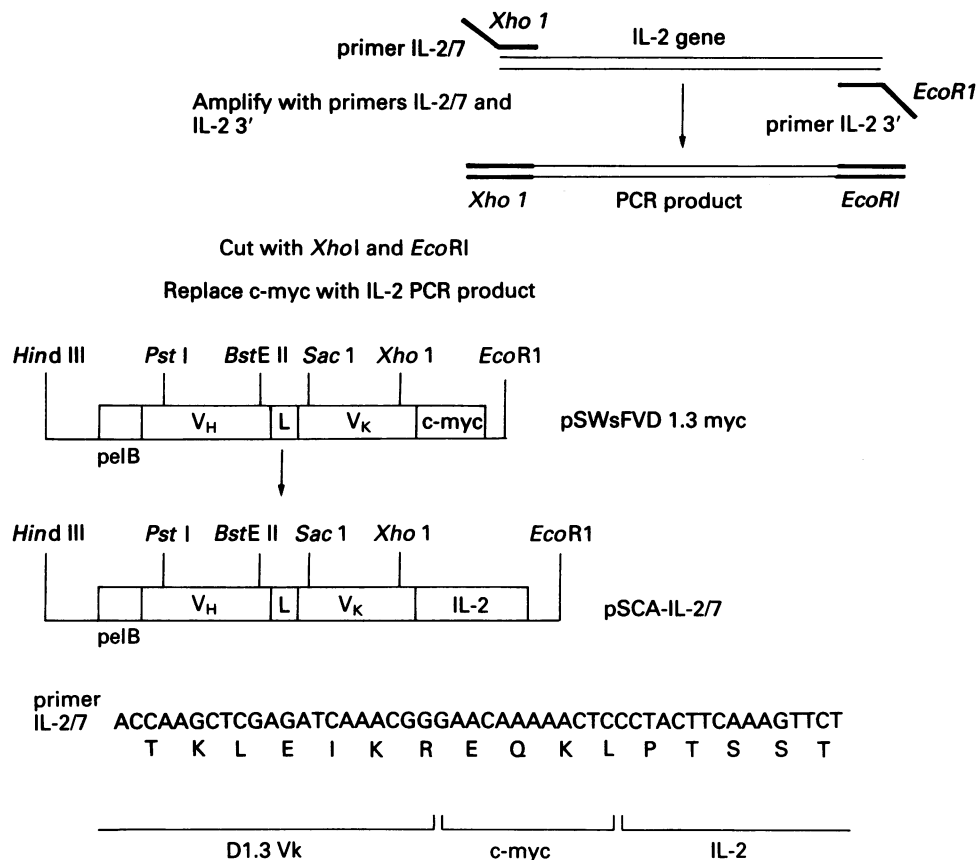 Xho 1
primer IL-2/7
IL-2 gene
EcoR1
Amplify with primers IL-2/7 and
IL-2 3′
primer IL-2 3′
Xho 1
PCR product
EcoRI
Cut with XhoI and EcoRI
Replace c-myc with IL-2 PCR product
Hind III Pst I BstE II Sac 1 Xho 1 EcoR1
VH L VK c-myc
pSWsFVD 1.3 myc
pelB
Hind III Pst I BstE II Sac 1 Xho 1 EcoR1
VH L VK IL-2
pSCA-IL-2/7
pelB
primer
IL-2/7 ACCAAGCTCGAGATCAAACGGGAACAAAAACTCCCTACTTCAAAGTTCT
T K L E I K R E Q K L P T S S T
D1.3 Vk c-myc IL-2